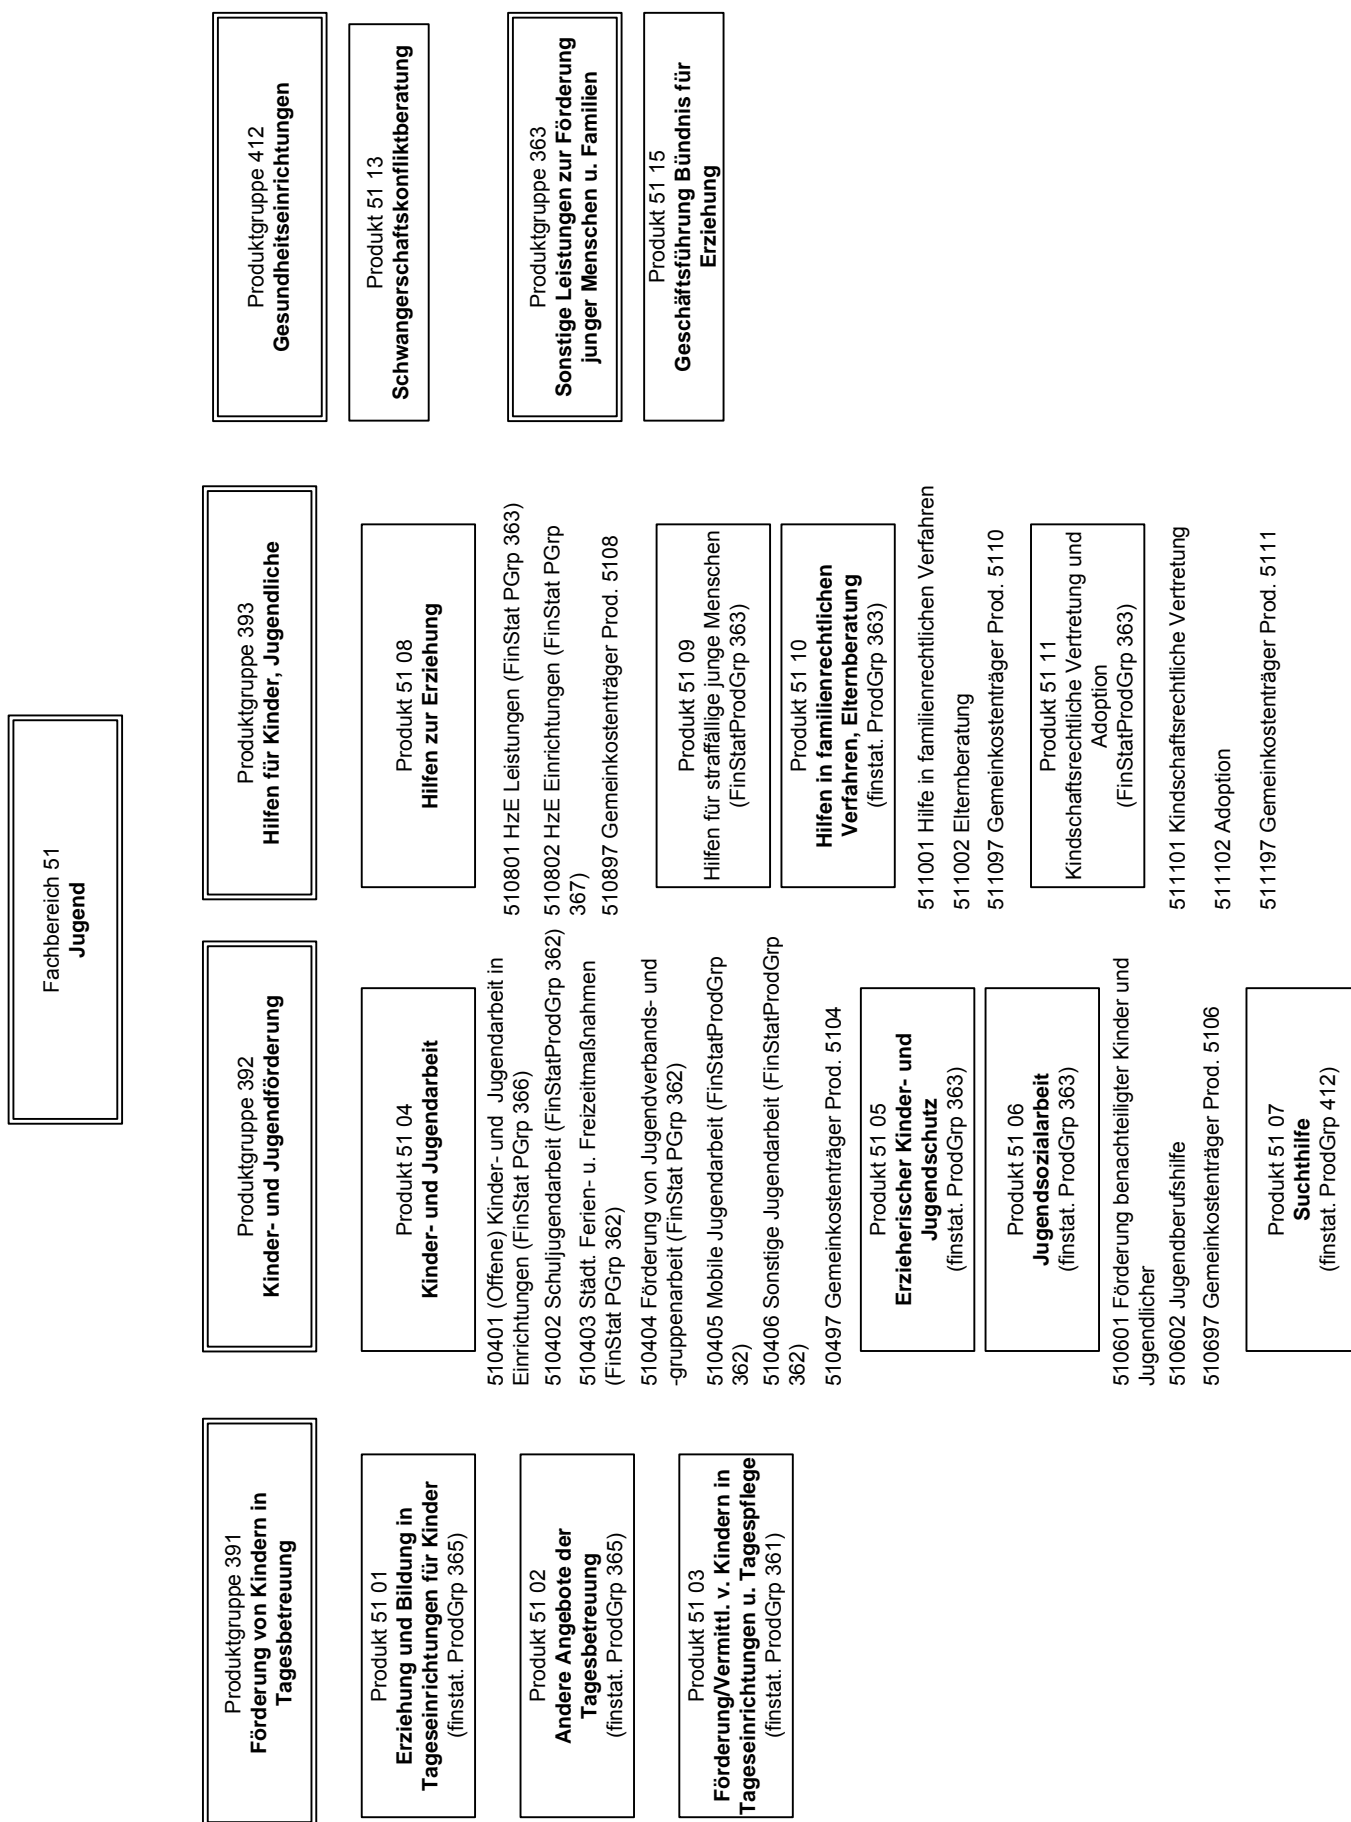 Fachbereich 51
Jugend
Produktgruppe 391
Förderung von Kindern in
Tagesbetreuung
Produkt 51 01
Erziehung und Bildung in
Tageseinrichtungen für Kinder
(finstat. ProdGrp 365)
Produkt 51 02
Andere Angebote der
Tagesbetreuung
(finstat. ProdGrp 365)
Produkt 51 03
Förderung/Vermittl. v. Kindern in
Tageseinrichtungen u. Tagespflege
(finstat. ProdGrp 361)
Produktgruppe 392
Kinder- und Jugendförderung
Produkt 51 04
Kinder- und Jugendarbeit
510401 (Offene) Kinder- und Jugendarbeit in
Einrichtungen (FinStat PGrp 366)
510402 Schuljugendarbeit (FinStatProdGrp 362)
510403 Städt. Ferien- u. Freizeitmaßnahmen
(FinStat PGrp 362)
510404 Förderung von Jugendverbands- und
-gruppenarbeit (FinStat PGrp 362)
510405 Mobile Jugendarbeit (FinStatProdGrp
362)
510406 Sonstige Jugendarbeit (FinStatProdGrp
362)
510497 Gemeinkostenträger Prod. 5104
Produkt 51 05
Erzieherischer Kinder- und
Jugendschutz
(finstat. ProdGrp 363)
Produkt 51 06
Jugendsozialarbeit
(finstat. ProdGrp 363)
510601 Förderung benachteiligter Kinder und
Jugendlicher
510602 Jugendberufshilfe
510697 Gemeinkostenträger Prod. 5106
Produkt 51 07
Suchthilfe
(finstat. ProdGrp 412)
Produktgruppe 393
Hilfen für Kinder, Jugendliche
Produkt 51 08
Hilfen zur Erziehung
510801 HzE Leistungen (FinStat PGrp 363)
510802 HzE Einrichtungen (FinStat PGrp
367)
510897 Gemeinkostenträger Prod. 5108
Produkt 51 09
Hilfen für straffällige junge Menschen
(FinStatProdGrp 363)
Produkt 51 10
Hilfen in familienrechtlichen
Verfahren, Elternberatung
(finstat. ProdGrp 363)
511001 Hilfe in familienrechtlichen Verfahren
511002 Elternberatung
511097 Gemeinkostenträger Prod. 5110
Produkt 51 11
Kindschaftsrechtliche Vertretung und
Adoption
(FinStatProdGrp 363)
511101 Kindschaftsrechtliche Vertretung
511102 Adoption
511197 Gemeinkostenträger Prod. 5111
Produktgruppe 412
Gesundheitseinrichtungen
Produkt 51 13
Schwangerschaftskonfliktberatung
Produktgruppe 363
Sonstige Leistungen zur Förderung
junger Menschen u. Familien
Produkt 51 15
Geschäftsführung Bündnis für
Erziehung